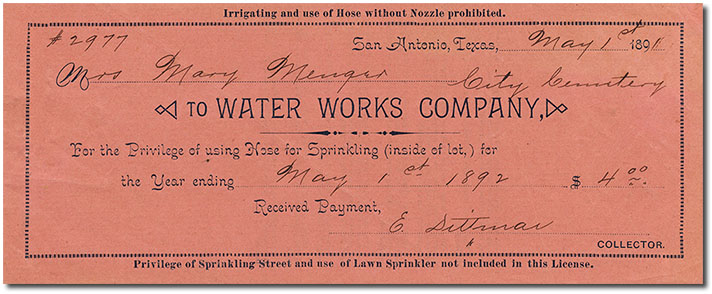 Irrigating and use of Hose without Nozzle prohibited.
#2977 San Antonio, Texas, May 1st 1891
Mrs Mary Menger City Cemetery
TO WATER WORKS COMPANY,
For the Privilege of using Hose for Sprinkling (inside of lot,) for
the Year ending May 1st 1892 $ 4.00
Received Payment,
E. Dittmar
COLLECTOR.
Privilege of Sprinkling Street and use of Lawn Sprinkler not included in this License.